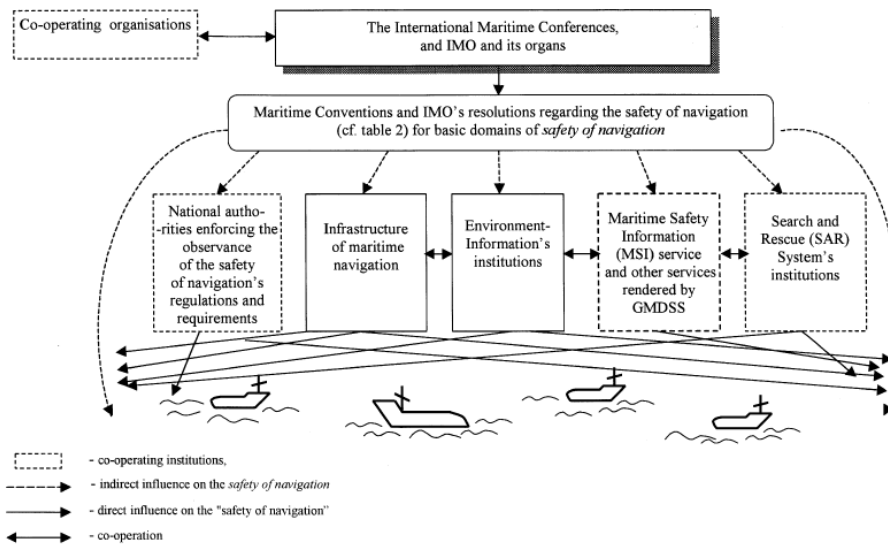 Co-operating organisations
The International Maritime Conferences,
and IMO and its organs
Maritime Conventions and IMO's resolutions regarding the safety of navigation
(cf. table 2) for basic domains of safety of navigation
National autho-
-rities enforcing the
observance
of the safety
of navigation's
regulations and
requirements
Infrastructure
of maritime
navigation
Environment-
Information's
institutions
Maritime Safety
Information
(MSI) service
and other services
rendered by
GMDSS
Search and
Rescue (SAR)
System's
institutions
- co-operating institutions,
- indirect influence on the safety of navigation
- direct influence on the "safety of navigation"
- co-operation